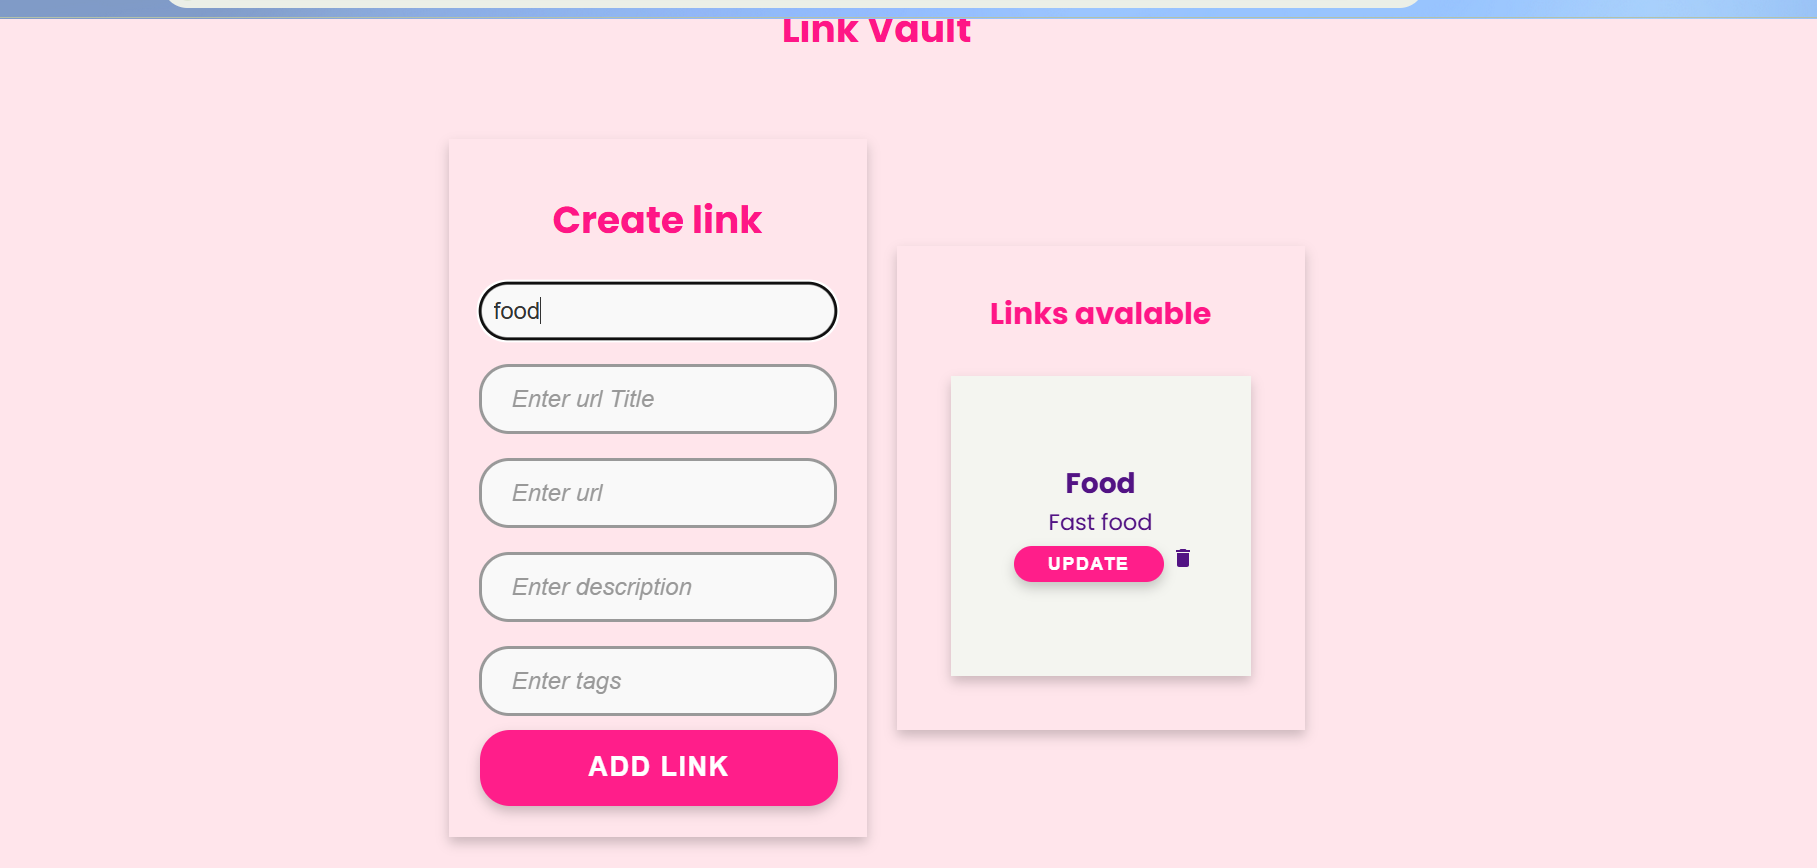 Link Vault
Create link
food
Enter url Title
Enter url
Enter description
Enter tags
ADD LINK
Links avalable
Food
Fast food
UPDATE